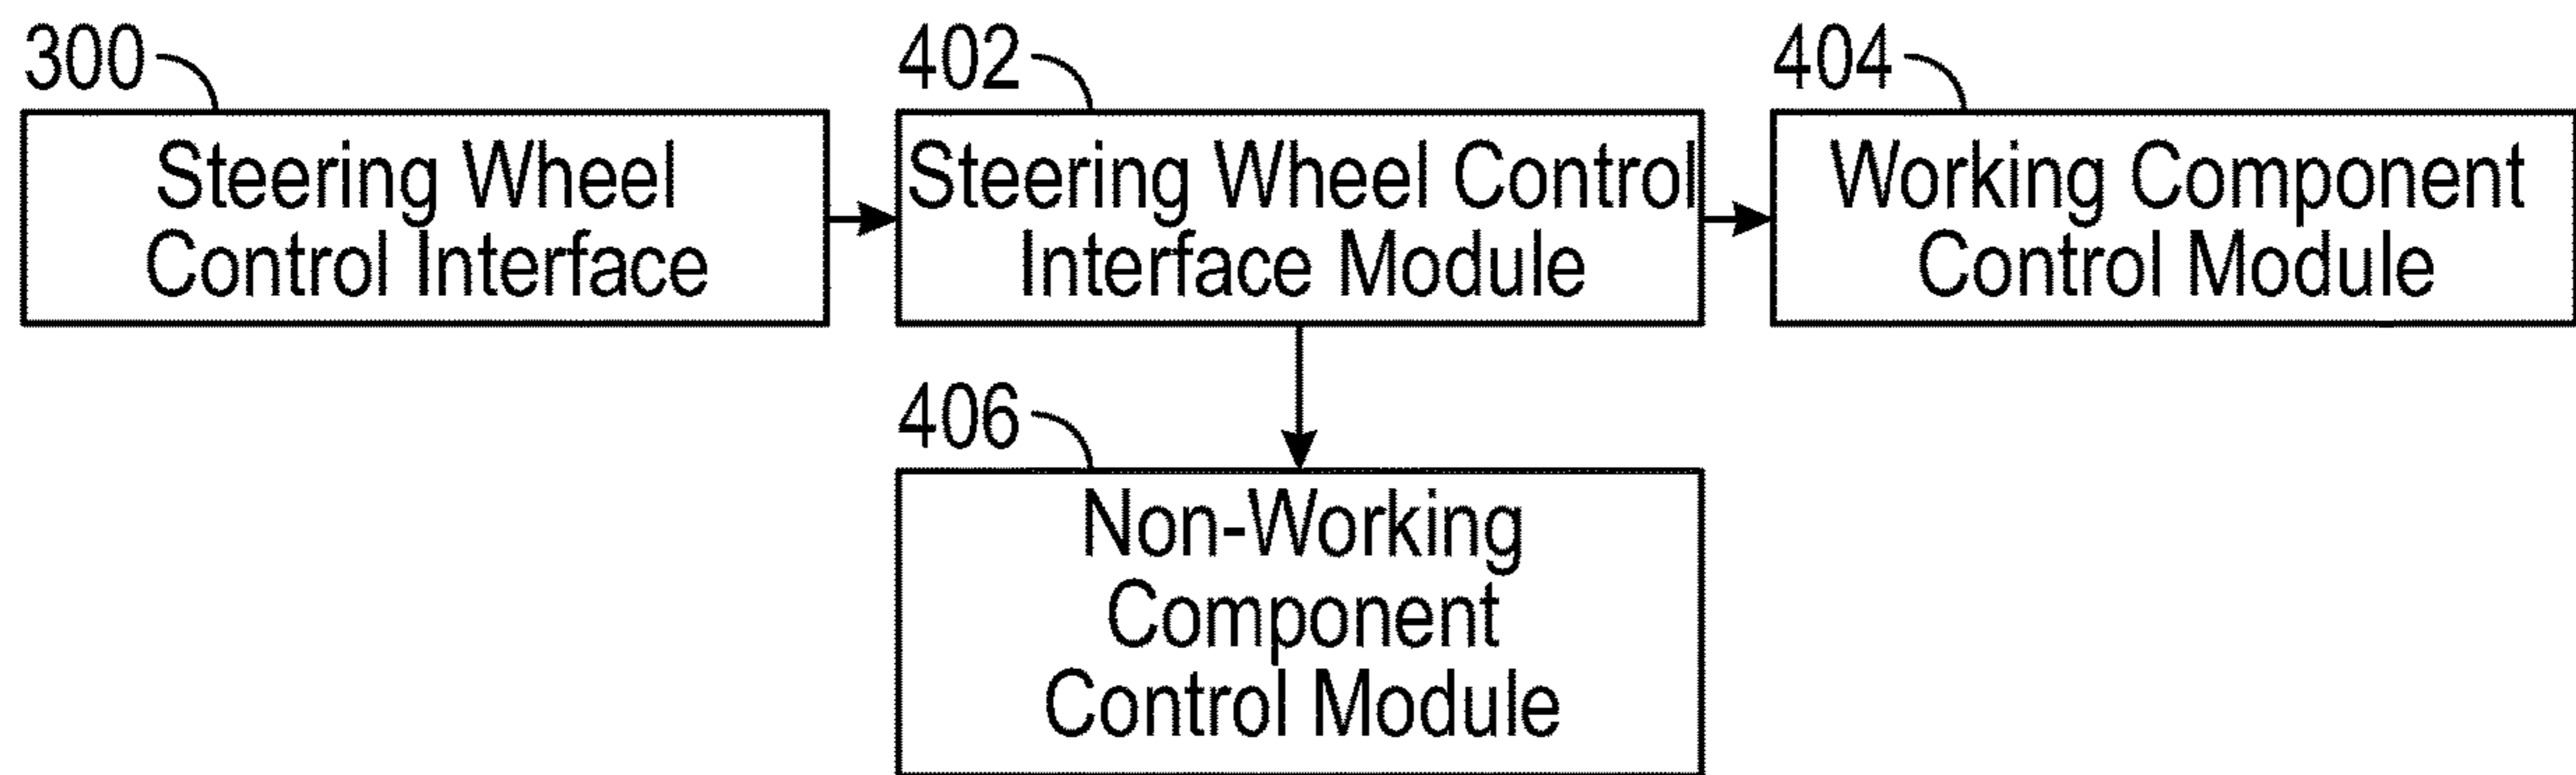 300
Steering Wheel
Control Interface
402
Steering Wheel Control
Interface Module
404
Working Component
Control Module
406
Non-Working
Component
Control Module